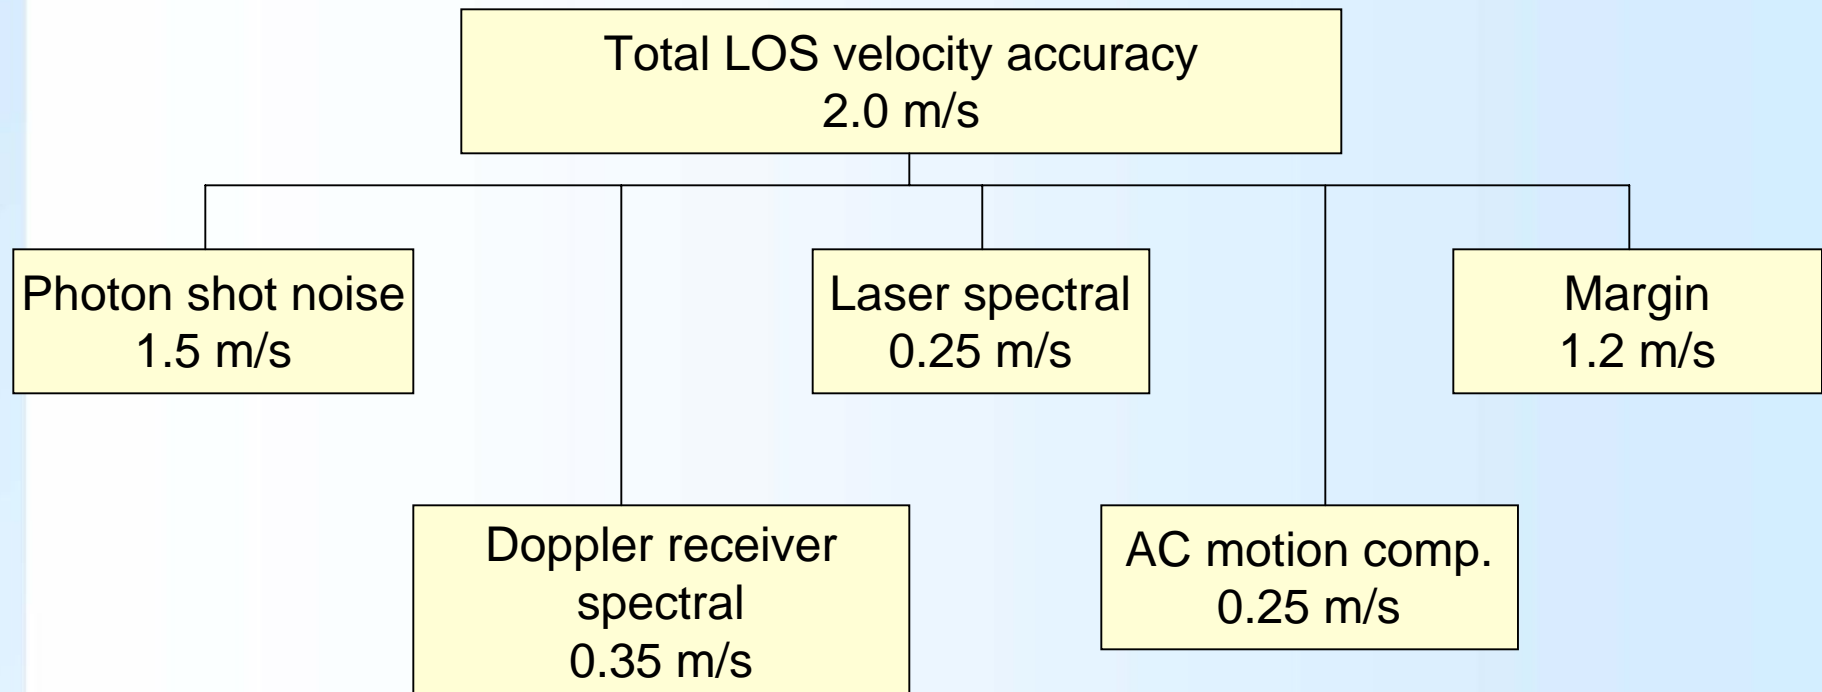 Total LOS velocity accuracy
2.0 m/s
Photon shot noise
1.5 m/s
Laser spectral
0.25 m/s
Margin
1.2 m/s
Doppler receiver
spectral
0.35 m/s
AC motion comp.
0.25 m/s